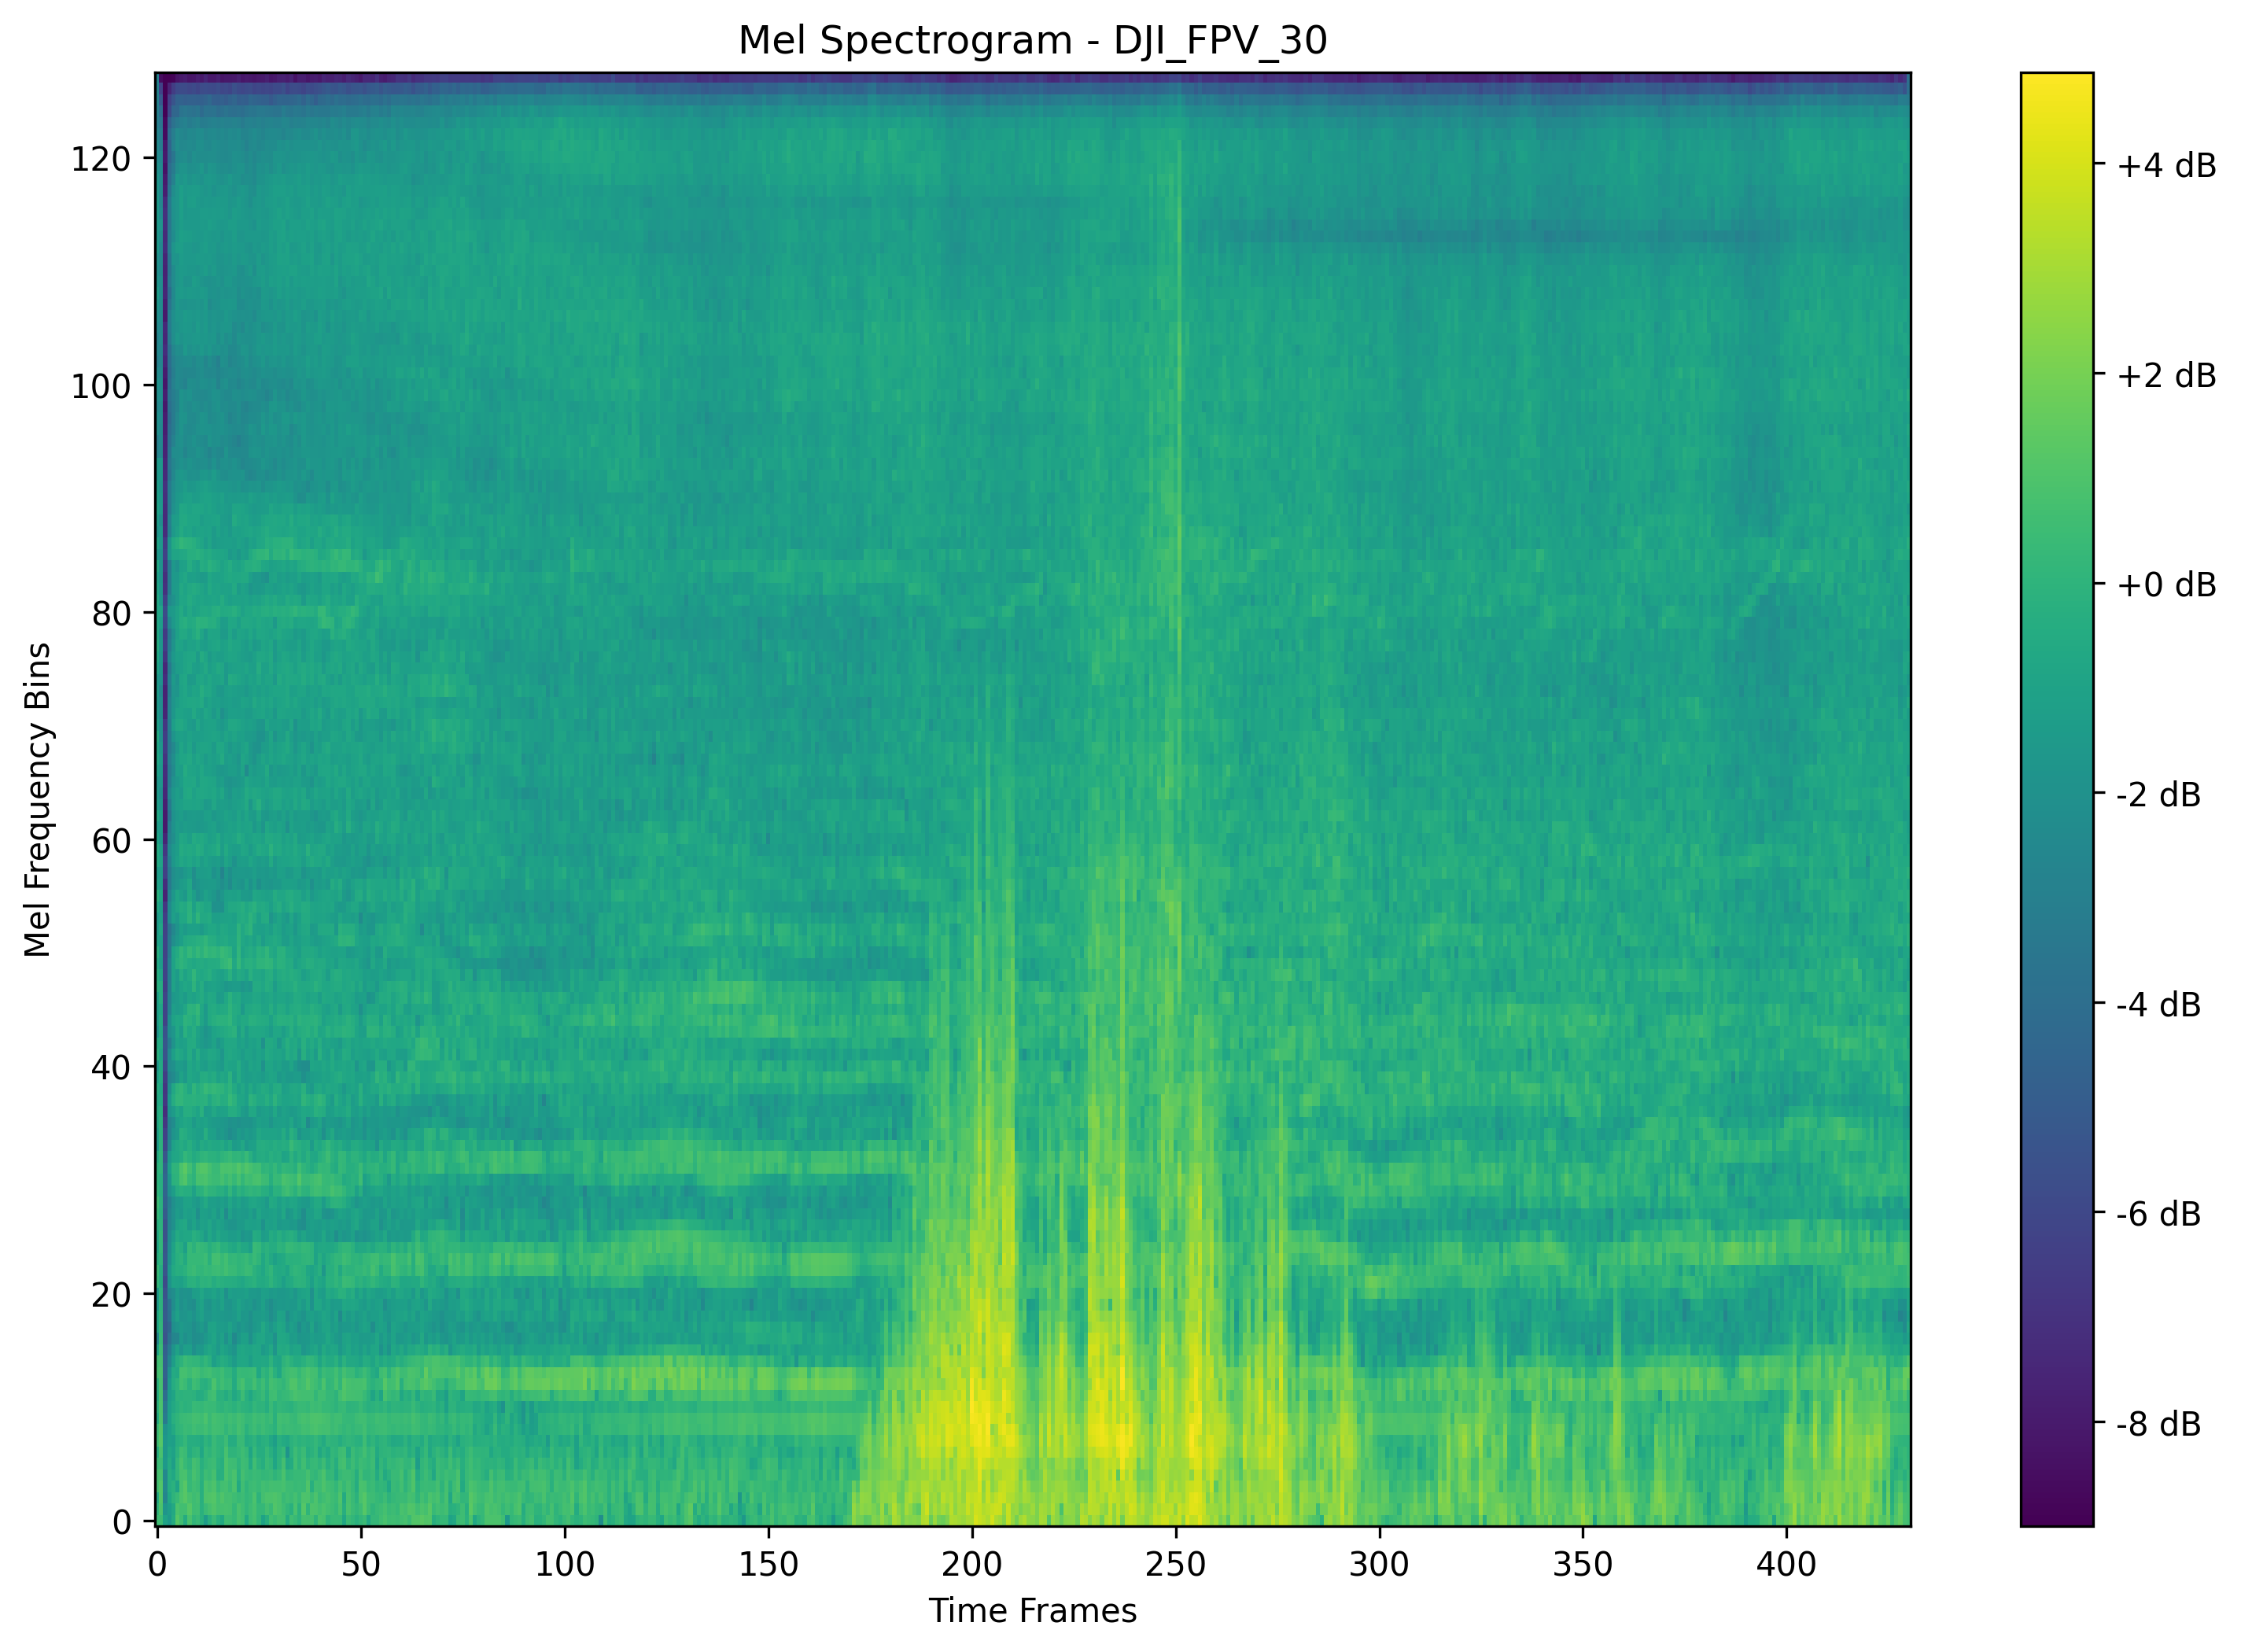 Mel Spectrogram - DJI_FPV_30
Mel Frequency Bins
120
100
80
60
40
20
0
0 50 100 150 200 250 300 350 400
Time Frames
+4 dB
+2 dB
+0 dB
-2 dB
-4 dB
-6 dB
-8 dB